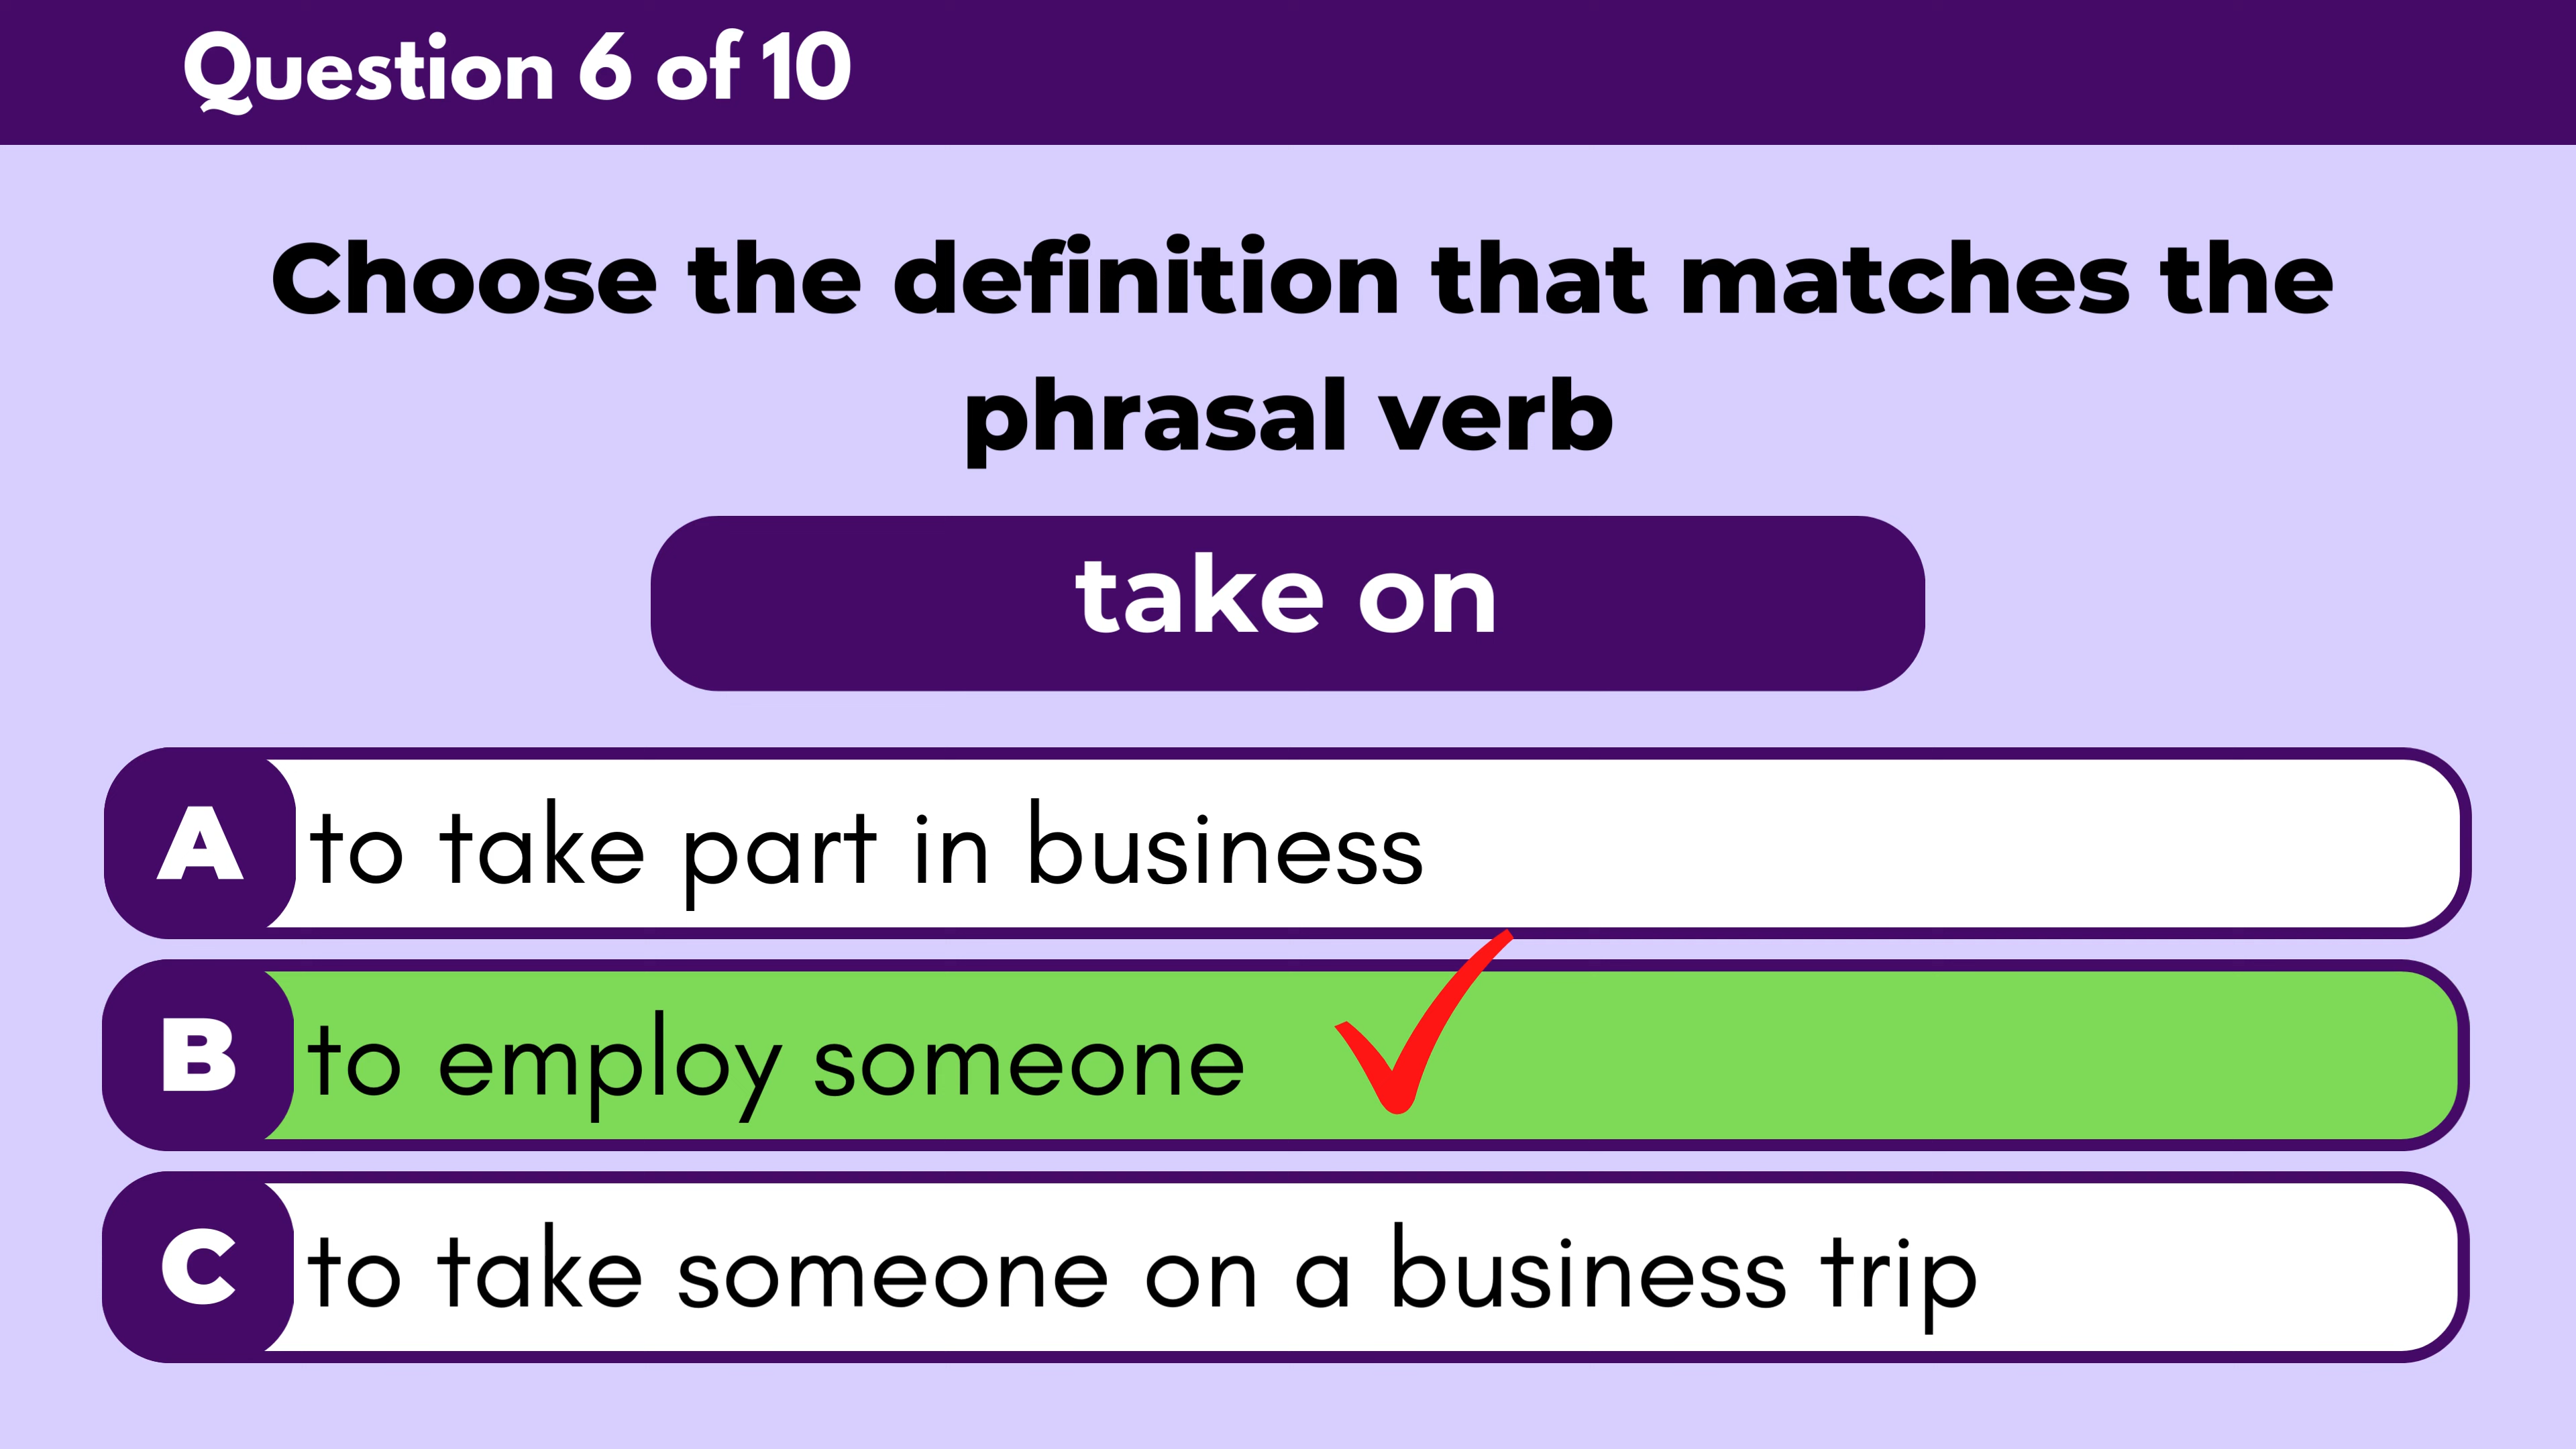 Question 6 of 10
Choose the definition that matches the
phrasal verb
take on
A to take part in business
B to employ someone
C to take someone on a business trip